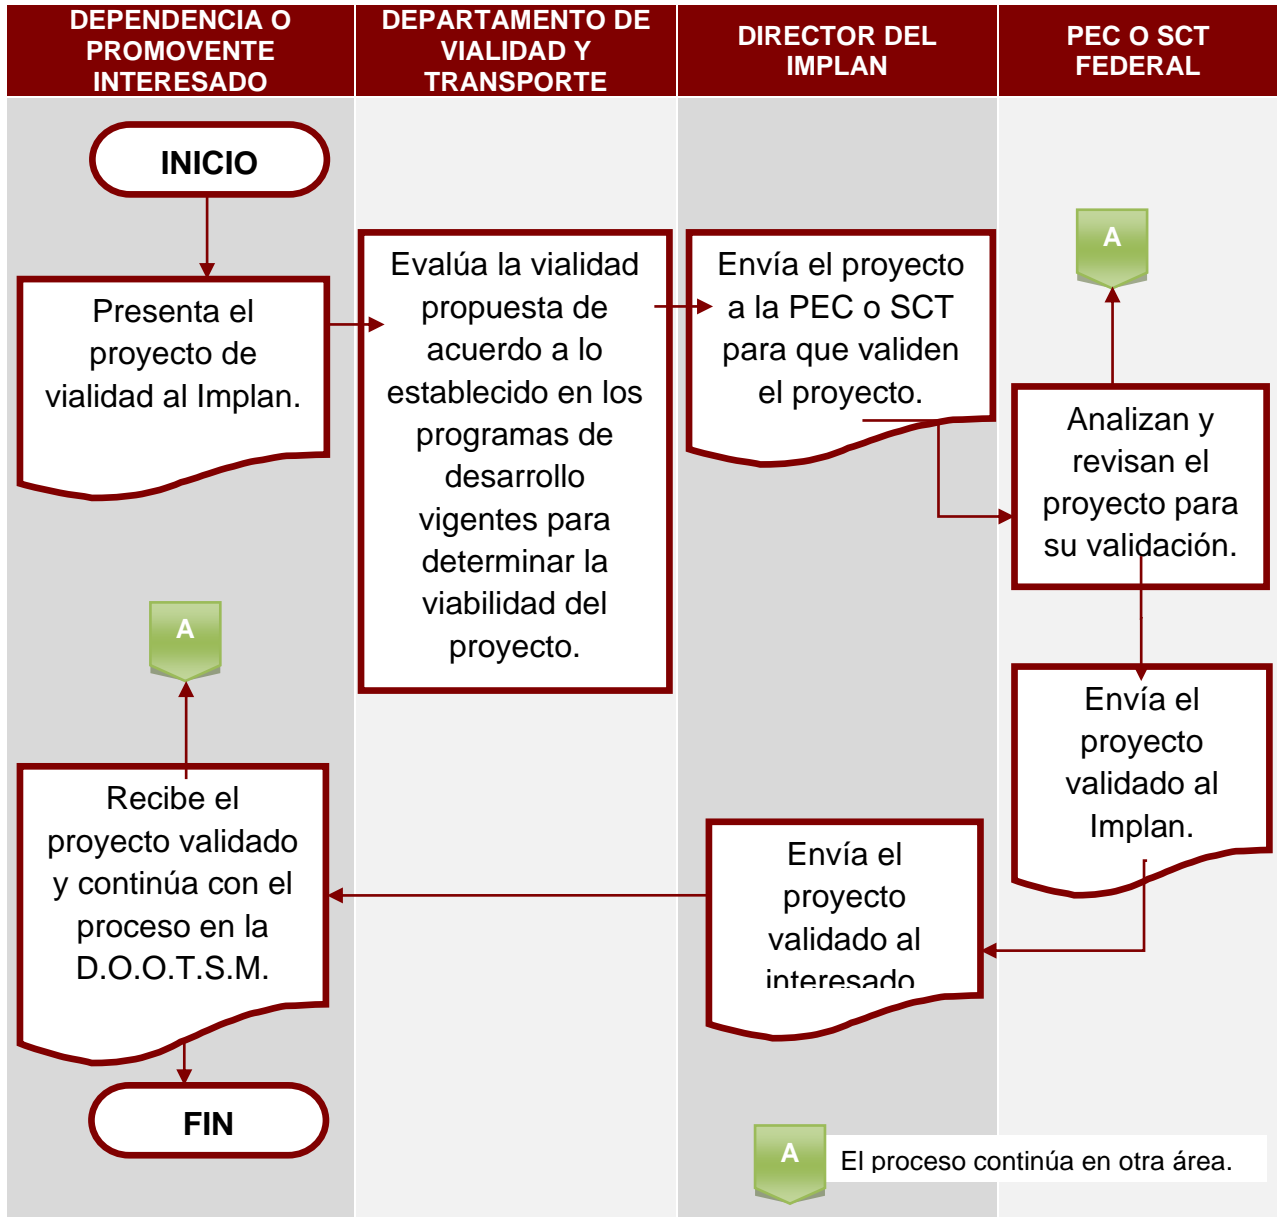 DEPENDENCIA O
PROMOVENTE
INTERESADO
DEPARTAMENTO DE
VIALIDAD Y
TRANSPORTE
DIRECTOR DEL
IMPLAN
PEC O SCT
FEDERAL
INICIO
Presenta el
proyecto de
vialidad al Implan.
Evalúa la vialidad
propuesta de
acuerdo a lo
establecido en los
programas de
desarrollo
vigentes para
determinar la
viabilidad del
proyecto.
Envía el proyecto
a la PEC o SCT
para que validen
el proyecto.
A
Analizan y
revisan el
proyecto para
su validación.
Envía el
proyecto
validado al
Implan.
Envía el
proyecto
validado al
interesado
A
Recibe el
proyecto validado
y continúa con el
proceso en la
D.O.O.T.S.M.
FIN
A
El proceso continúa en otra área.